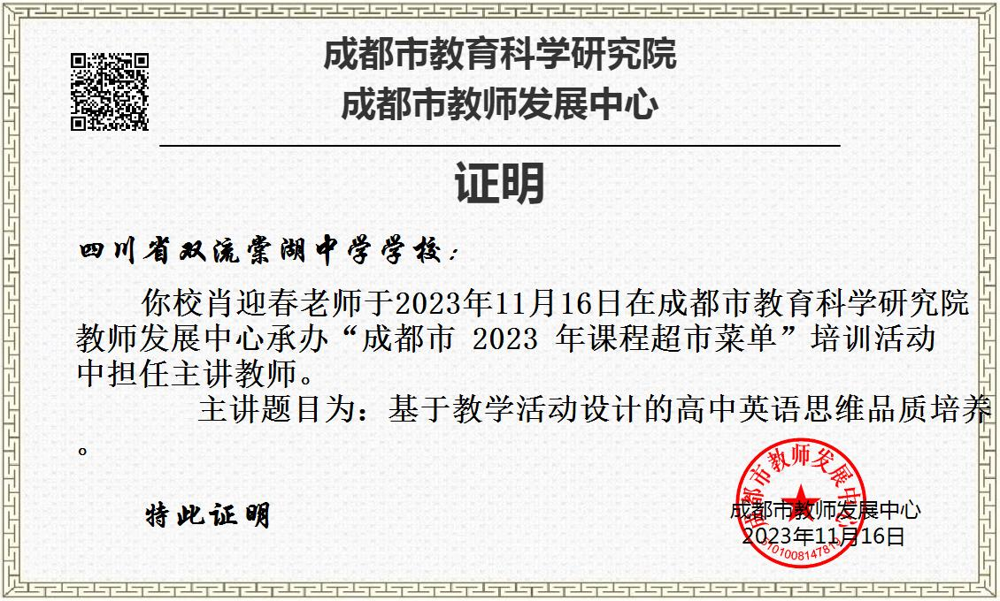 成都市教育科学研究院
成都市教师发展中心
证明
四川省双流棠湖中学学校：
你校肖迎春老师于2023年11月16日在成都市教育科学研究院
教师发展中心承办“成都市 2023 年课程超市菜单”培训活动
中担任主讲教师。
主讲题目为：基于教学活动设计的高中英语思维品质培养
。
特此证明
成都市教师发展中心
成都市教师发展中心
2023年11月16日
5101008147819